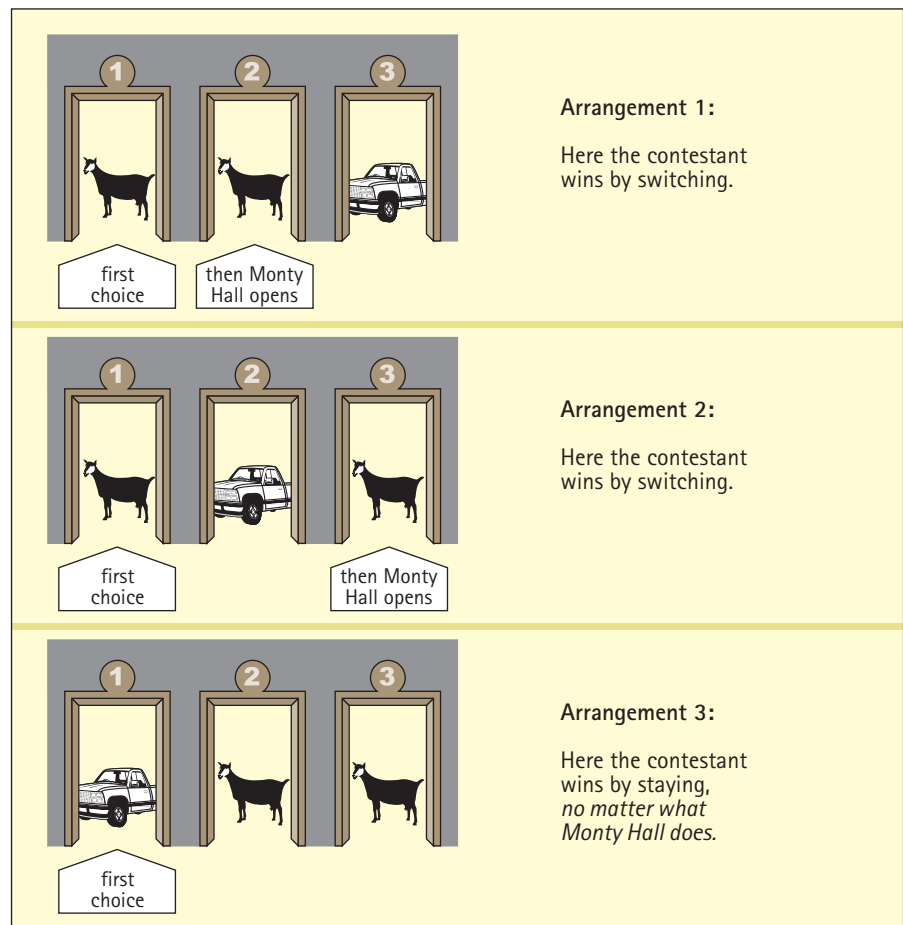 1
2
3
first
choice
then Monty
Hall opens
Arrangement 1:
Here the contestant
wins by switching.
1
2
3
first
choice
then Monty
Hall opens
Arrangement 2:
Here the contestant
wins by switching.
1
2
3
first
choice
Arrangement 3:
Here the contestant
wins by staying,
no matter what
Monty Hall does.